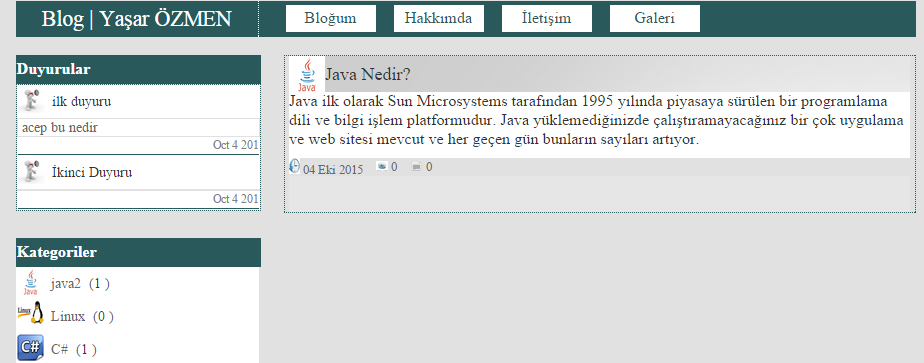 Blog | Yaşar ÖZMEN
Bloğum
Hakkımda
İletişim
Galeri
Duyurular
ilk duyuru
acep bu nedir
Oct 4 201
İkinci Duyuru
Oct 4 201
Kategoriler
Java
java2 (1 )
Linux
Linux (0 )
C#
C# (1 )
Java
Java Nedir?
Java ilk olarak Sun Microsystems tarafından 1995 yılında piyasaya sürülen bir programlama
dili ve bilgi işlem platformudur. Java yüklemediğinizde çalıştıramayacağınız bir çok uygulama
ve web sitesi mevcut ve her geçen gün bunların sayıları artıyor.
04 Eki 2015 0 0